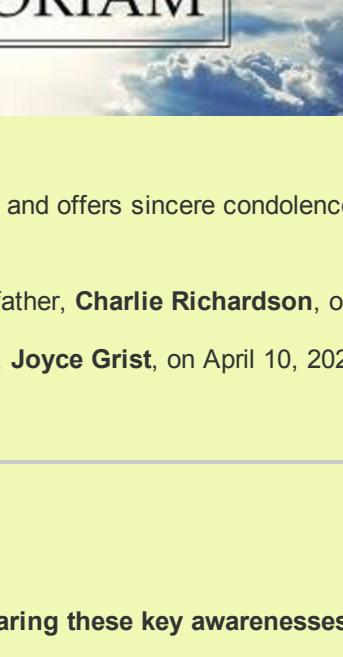 ORIAM
and offers sincere condolence
father, Charlie Richardson, o
Joyce Grist, on April 10, 202
aring these key awarenesses